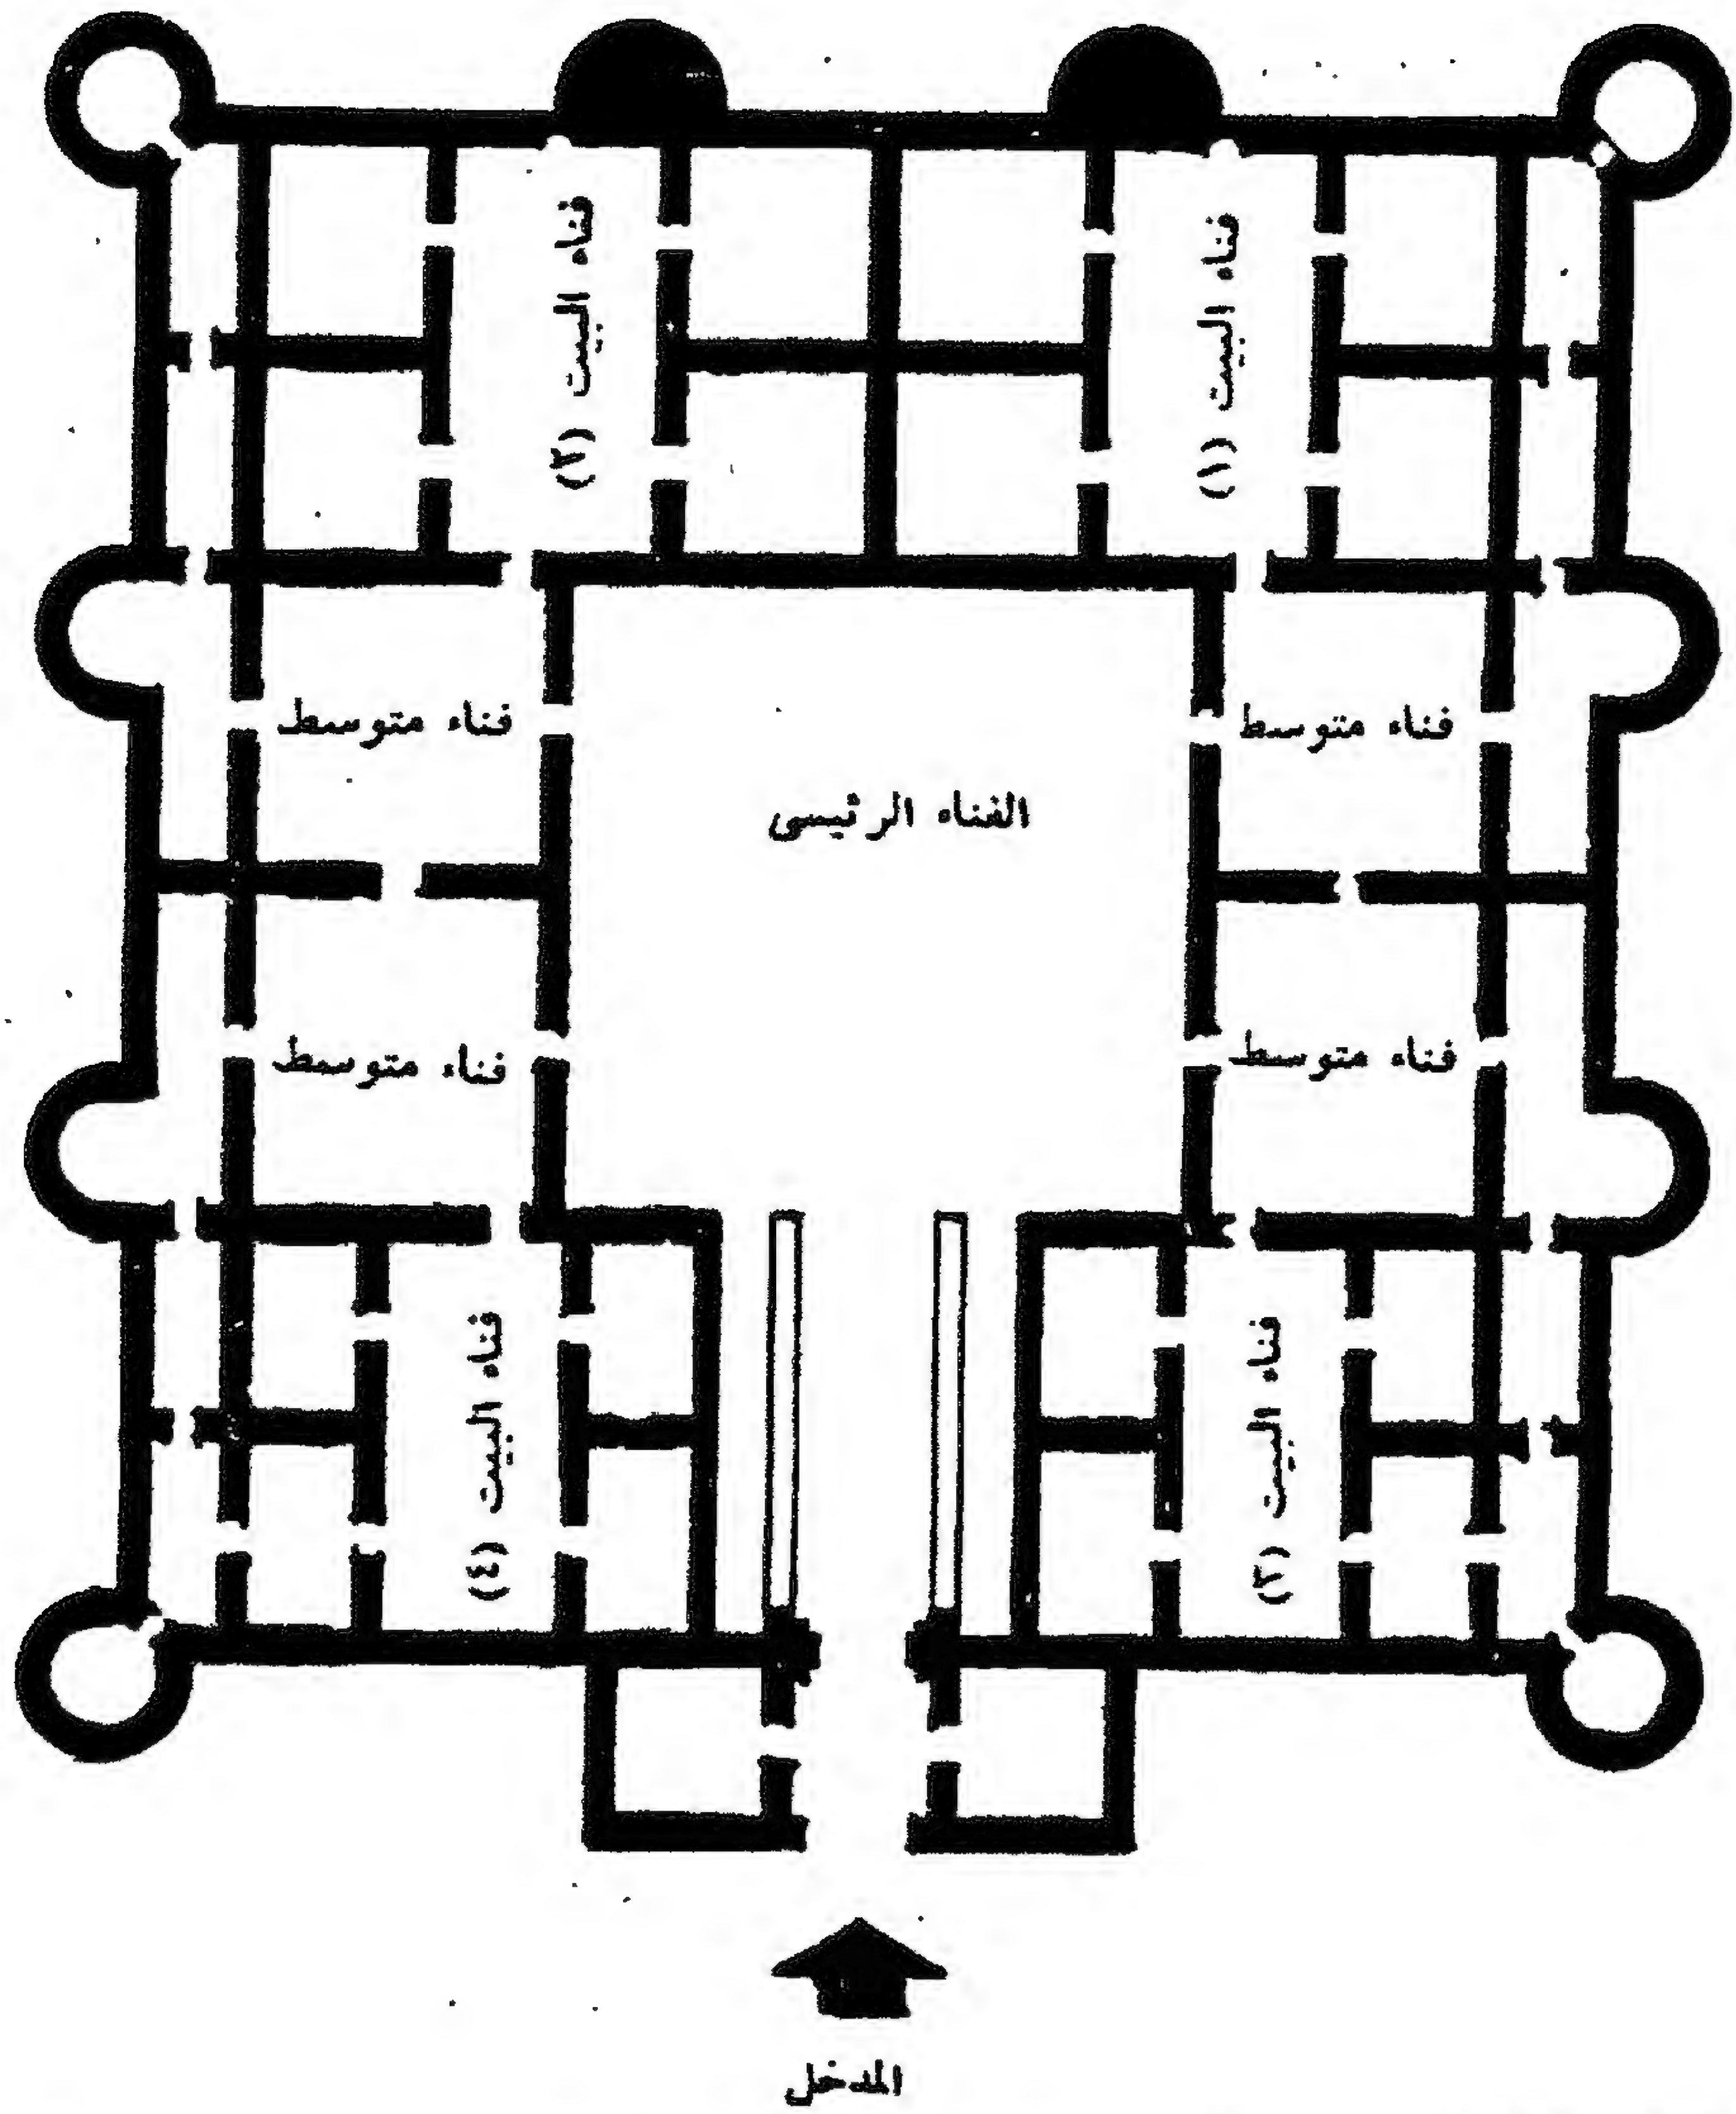 فناء البيت (١)
فناء البيت (٢)
فناء متوسط
فناء متوسط
الفناء الرئيسى
فناء متوسط
فناء متوسط
فناء البيت (٣)
فناء البيت (٤)
المدخل